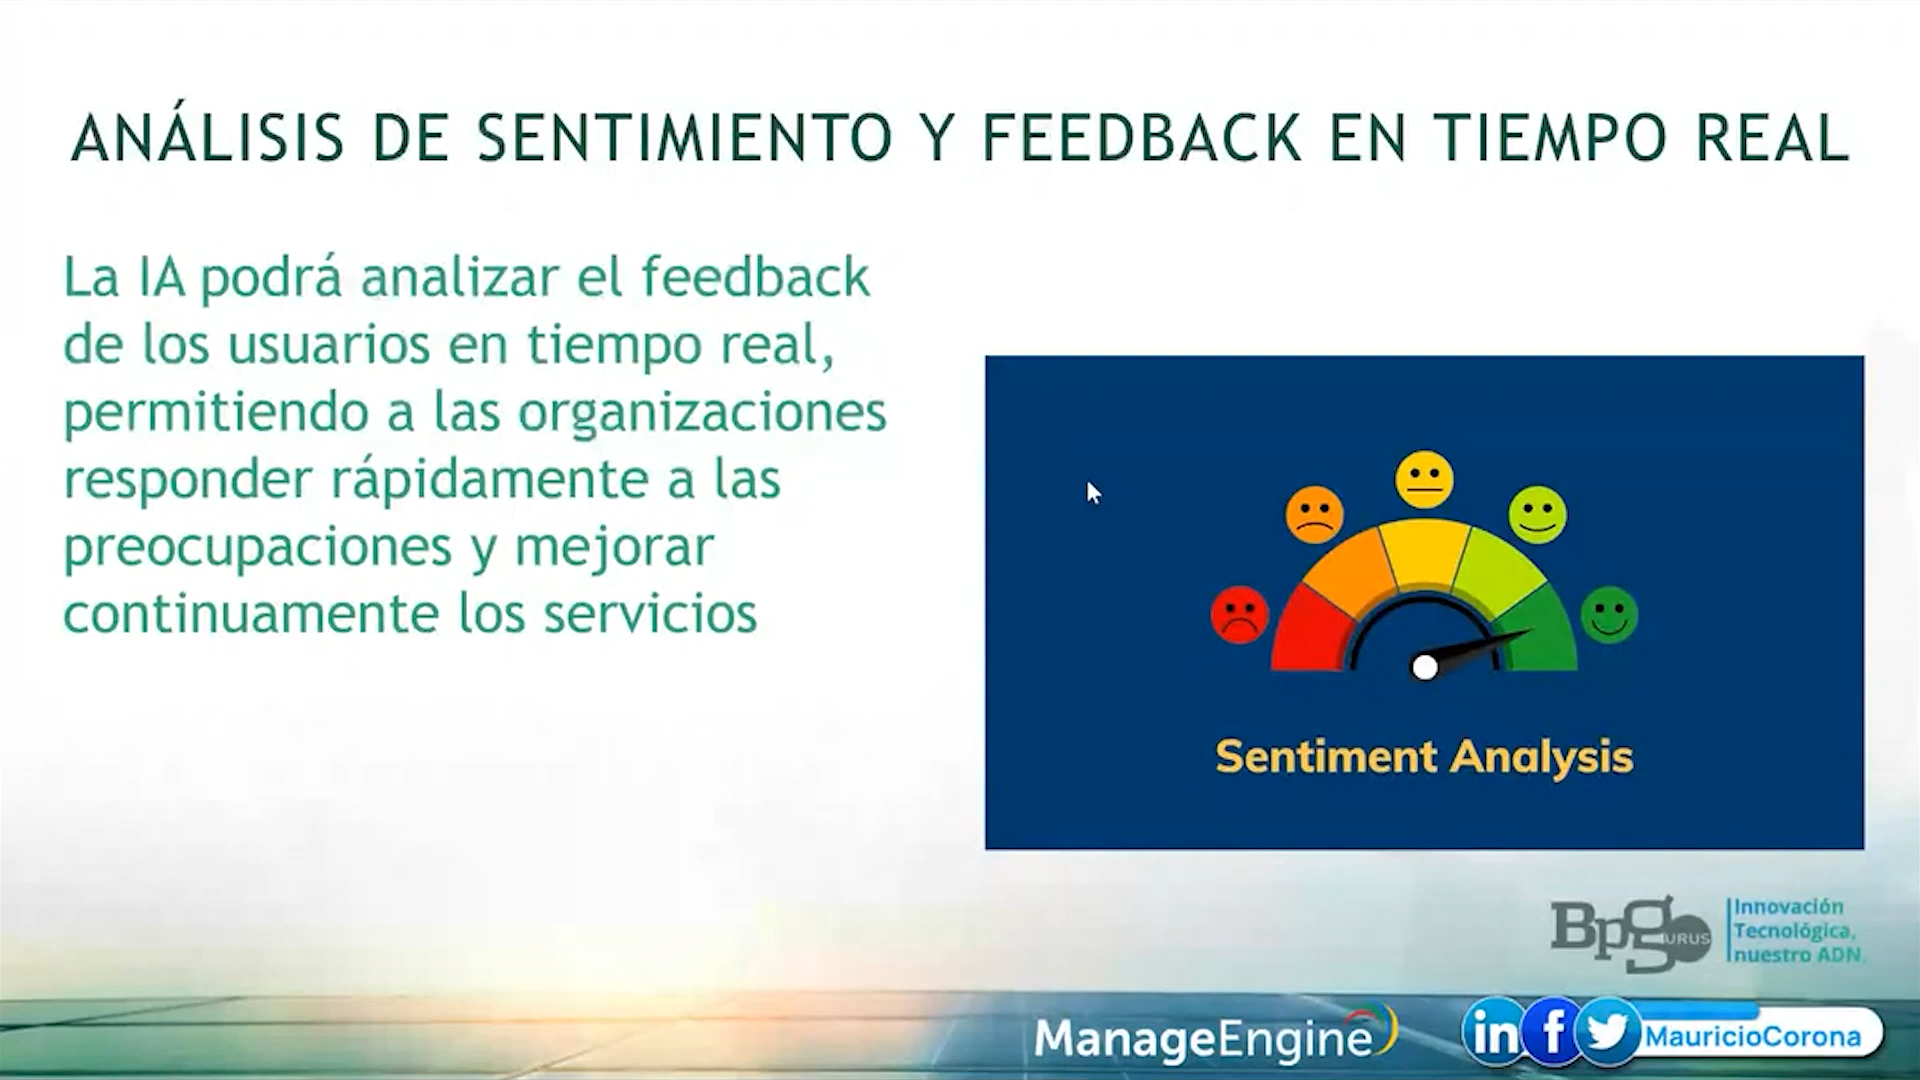 ANÁLISIS DE SENTIMIENTO Y FEEDBACK EN TIEMPO REAL
La IA podrá analizar el feedback
de los usuarios en tiempo real,
permitiendo a las organizaciones
responder rápidamente a las
preocupaciones y mejorar
continuamente los servicios
Sentiment Analysis
Bpgurus
Innovación
Tecnológica,
nuestro ADN.
ManageEngine
in f MauricioCorona